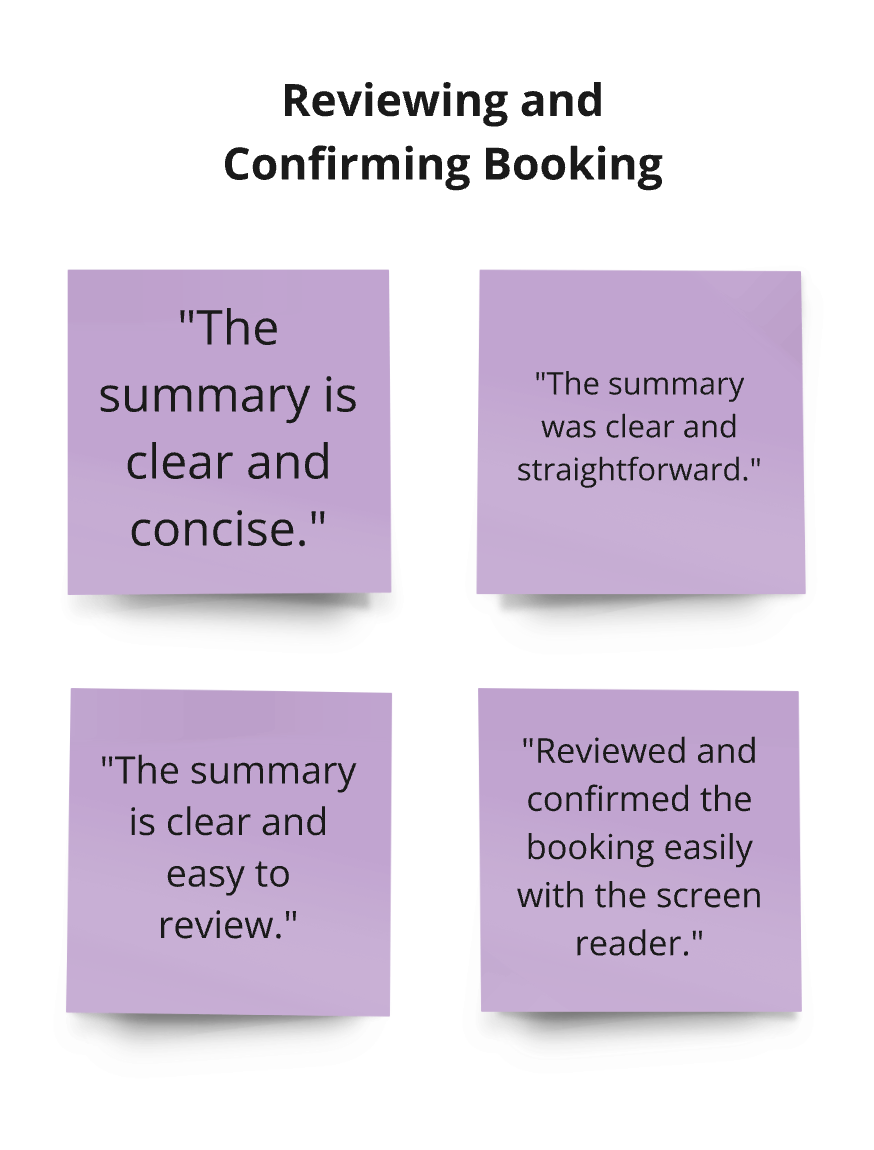 Reviewing and
Confirming Booking
"The
summary is
clear and
concise."
"The summary
was clear and
straightforward."
"The summary
is clear and
easy to
review."
"Reviewed and
confirmed the
booking easily
with the screen
reader."